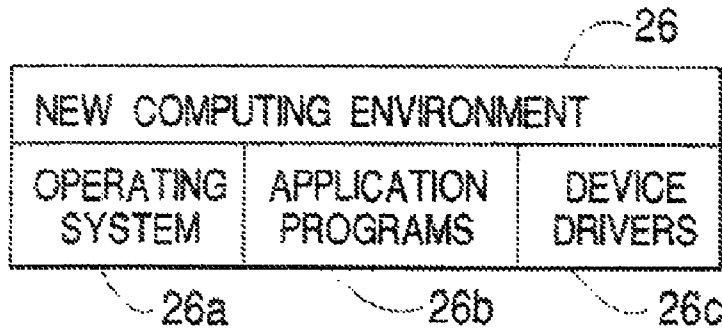 26
NEW COMPUTING ENVIRONMENT
OPERATING SYSTEM
APPLICATION PROGRAMS
DEVICE DRIVERS
26a
26b
26c